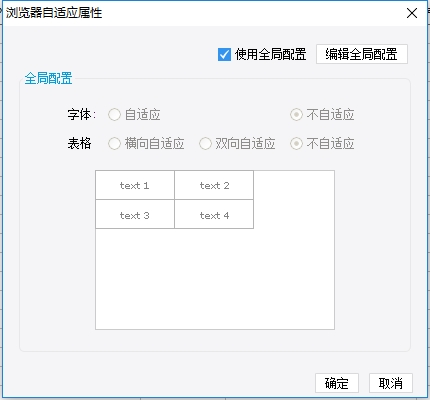 浏览器自适应属性
使用全局配置 编辑全局配置
全局配置
字体: 自适应 不自适应
表格 横向自适应 双向自适应 不自适应
text 1 text 2
text 3 text 4
确定 取消